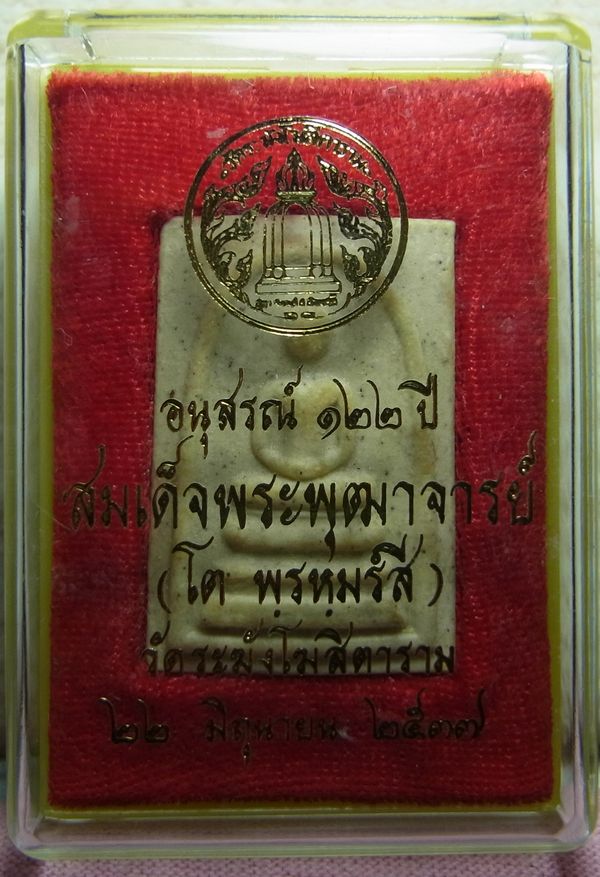 อนุสรณ์ ๑๒๒ ปี
สมเด็จพระพุฒาจารย์
(โต พฺรหฺมรํสี)
วัดระฆังโฆสิตาราม
๒๒ มิถุนายน ๒๕๓๗